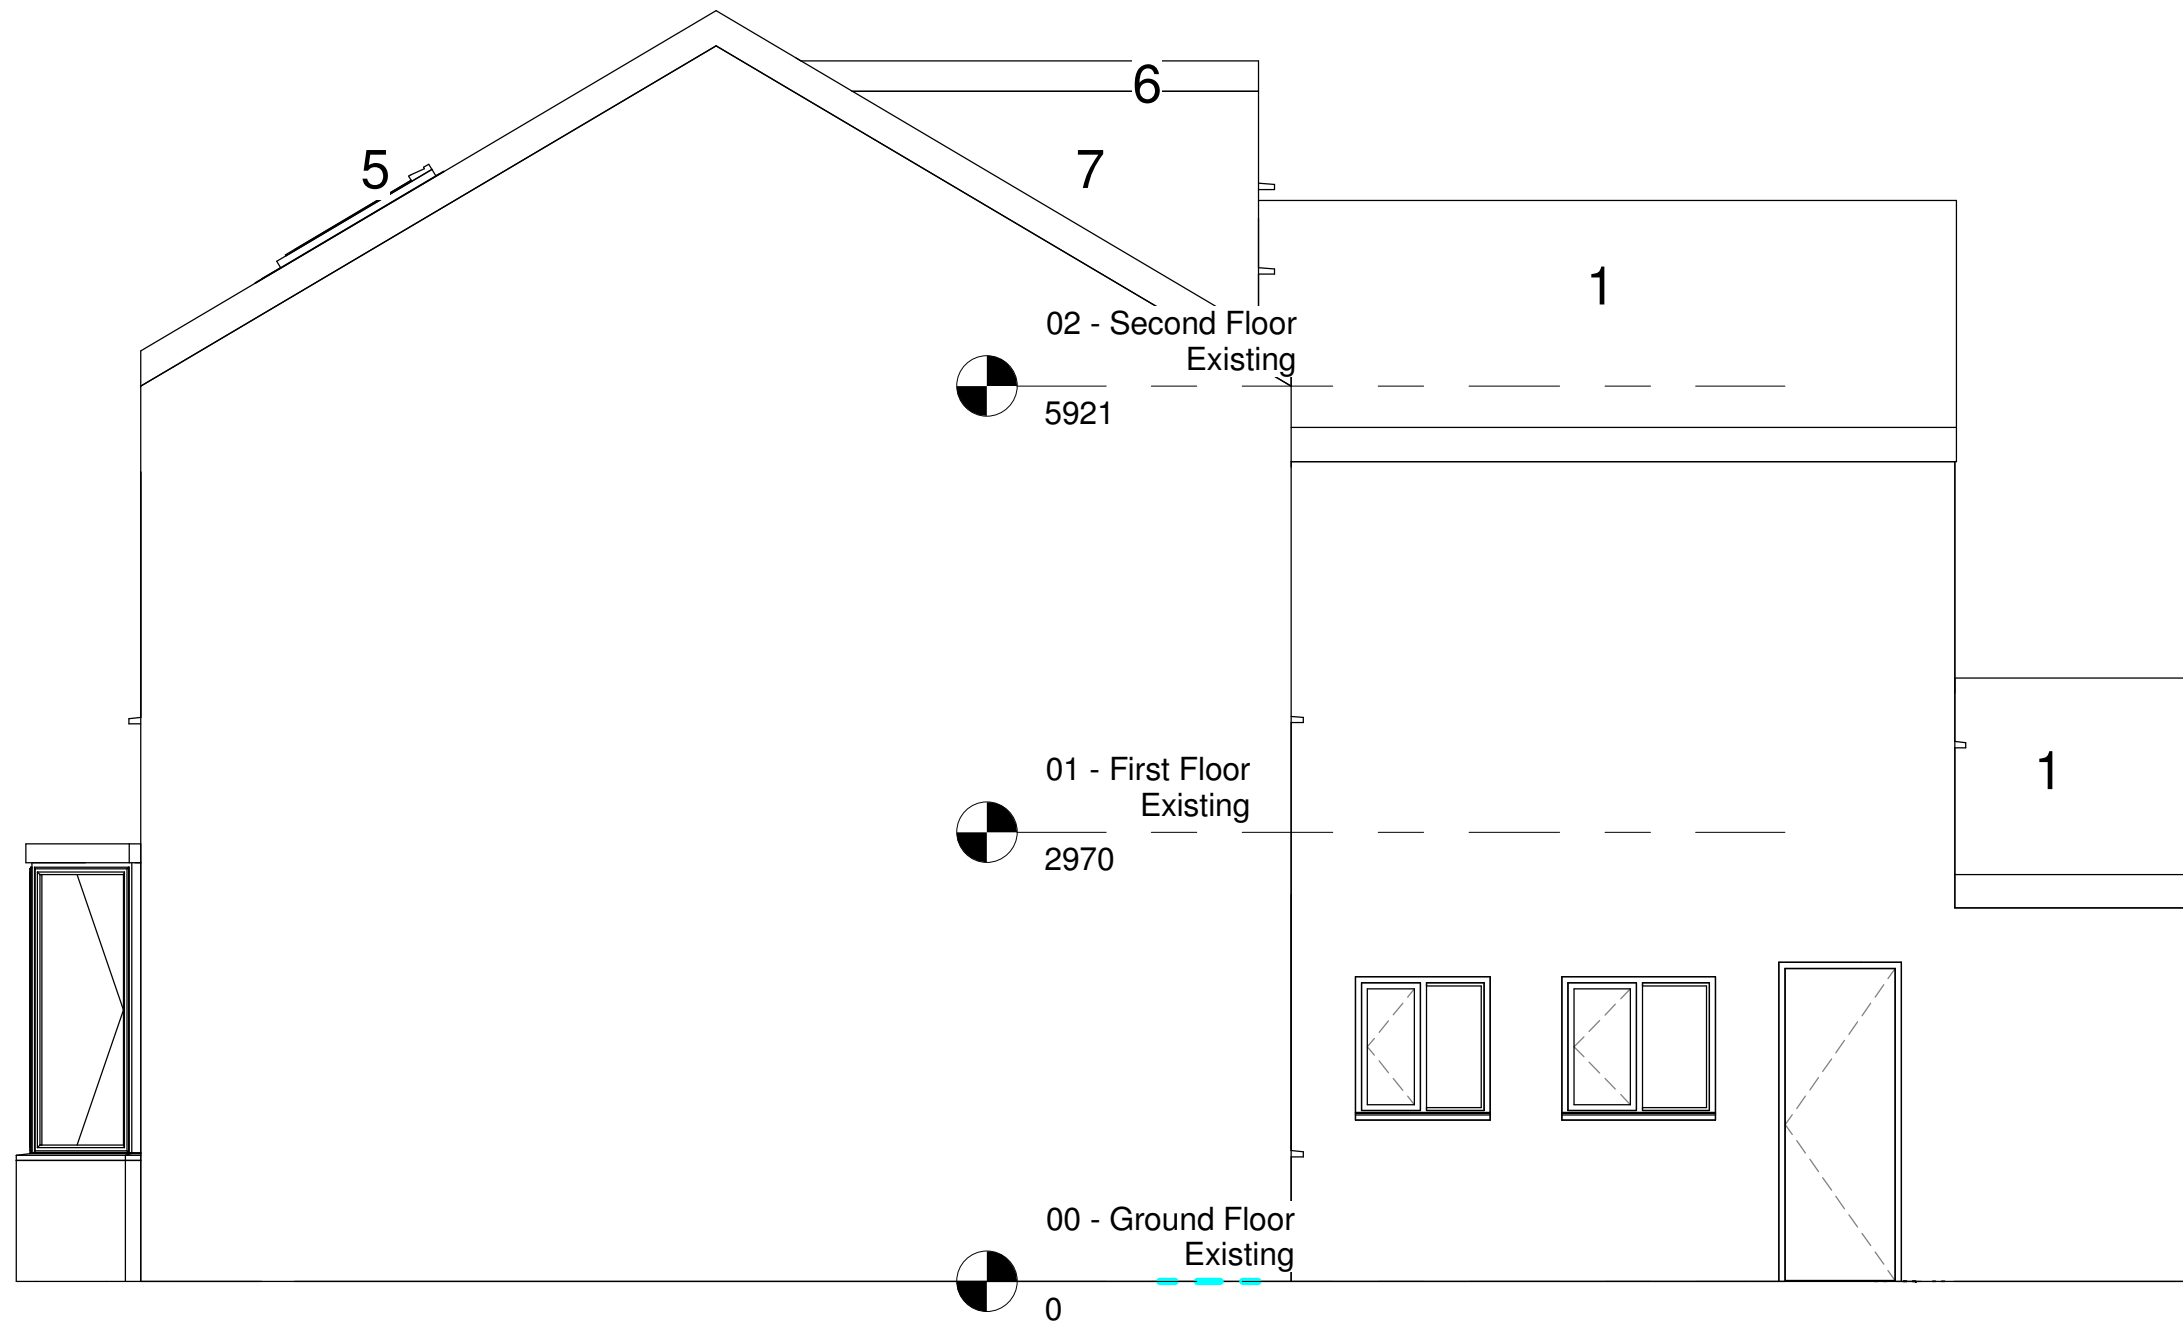 6
5
7
1
02 - Second Floor
Existing
5921
01 - First Floor
Existing
2970
1
00 - Ground Floor
Existing
0